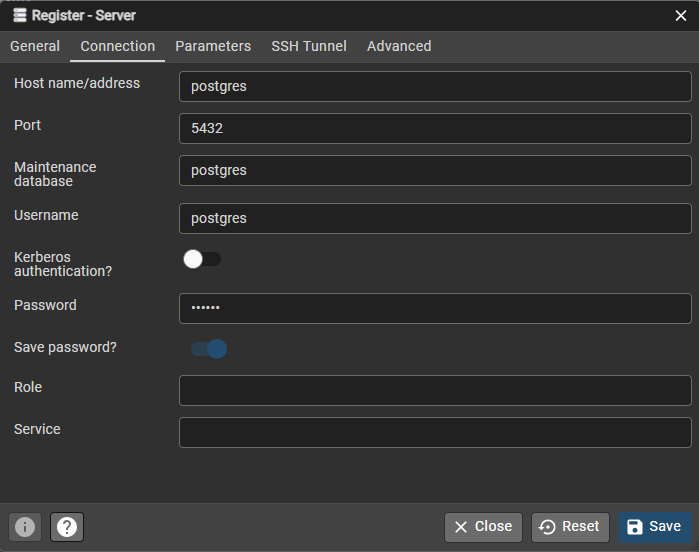 Register - Server
General Connection Parameters SSH Tunnel Advanced
Host name/address postgres
Port 5432
Maintenance
database postgres
Username postgres
Kerberos
authentication?
Password ••••••
Save password?
Role
Service
Close Reset Save